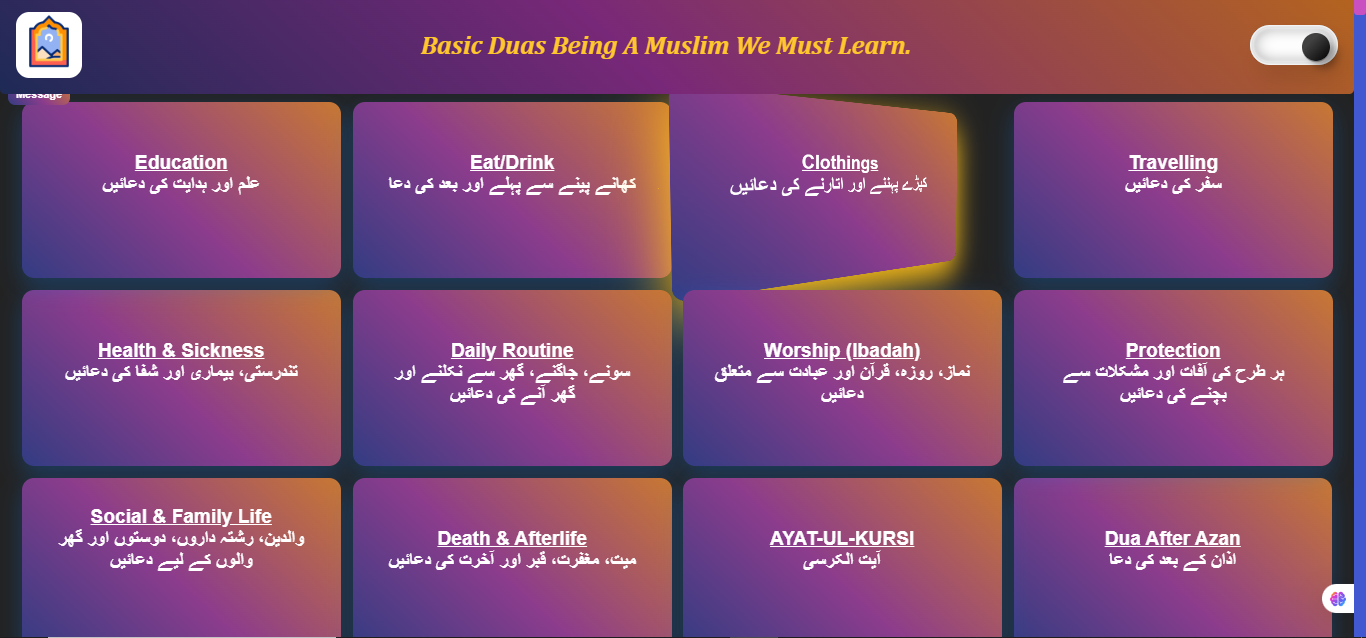 Basic Duas Being A Muslim We Must Learn.
Message
Education
علم اور ہدایت کی دعائیں
Eat/Drink
کھانے پینے سے پہلے اور بعد کی دعا
Clothings
کپڑے پہننے اور اتارنے کی دعائیں
Travelling
سفر کی دعائیں
Health & Sickness
تندرستی، بیماری اور شفا کی دعائیں
Daily Routine
سونے، جاگنے، گھر سے نکلنے اور
گھر آنے کی دعائیں
Worship (Ibadah)
نماز، روزہ، قرآن اور عبادت سے متعلق
دعائیں
Protection
ہر طرح کی آفات اور مشکلات سے
بچنے کی دعائیں
Social & Family Life
والدین، رشتہ داروں، دوستوں اور گھر
والوں کے لیے دعائیں
Death & Afterlife
میت، مغفرت، قبر اور آخرت کی دعائیں
AYAT-UL-KURSI
آیت الکرسی
Dua After Azan
اذان کے بعد کی دعا